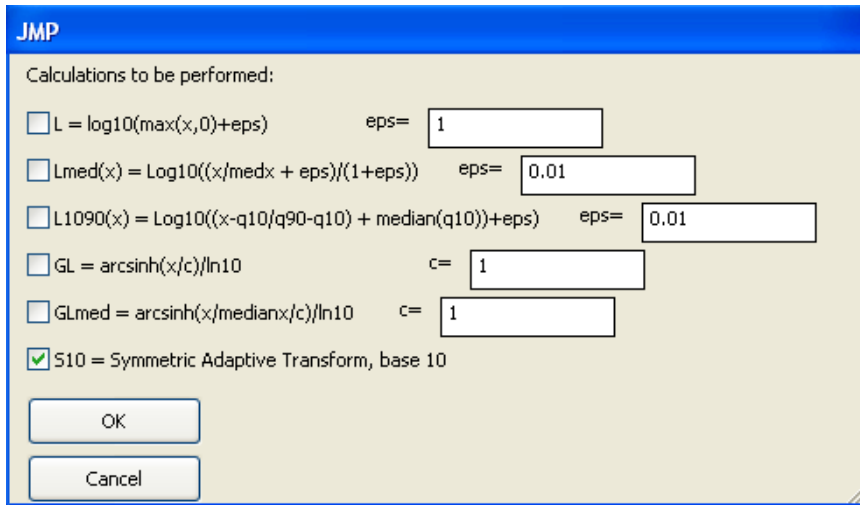 JMP
Calculations to be performed:
L = log10(max(x,0)+eps) eps= 1
Lmed(x) = Log10((x/medx + eps)/(1+eps)) eps= 0.01
L1090(x) = Log10((x-q10/q90-q10) + median(q10))+eps) eps= 0.01
GL = arcsinh(x/c)/ln10 c= 1
GLmed = arcsinh(x/medianx/c)/ln10 c= 1
S10 = Symmetric Adaptive Transform, base 10
OK
Cancel